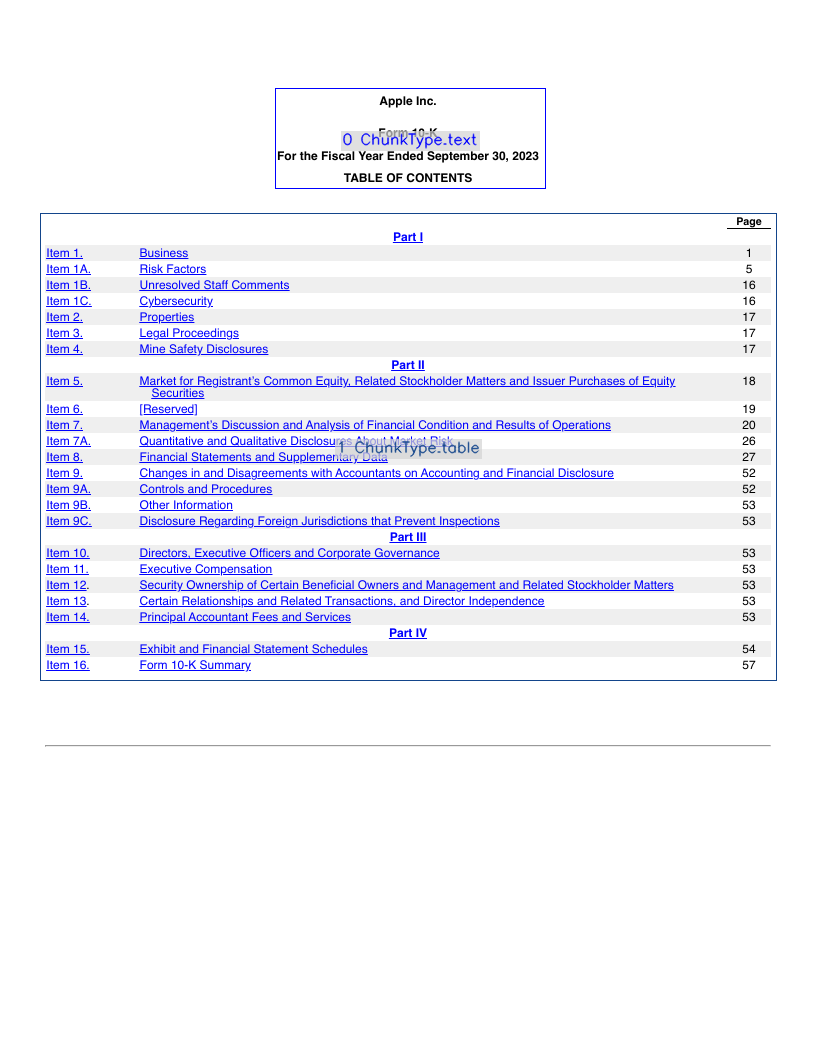 Apple Inc.
Form 10-K
0 ChunkType.text
For the Fiscal Year Ended September 30, 2023
TABLE OF CONTENTS
Page
Part I
Item 1. Business 1
Item 1A. Risk Factors 5
Item 1B. Unresolved Staff Comments 16
Item 1C. Cybersecurity 16
Item 2. Properties 17
Item 3. Legal Proceedings 17
Item 4. Mine Safety Disclosures 17
Part II
Item 5. Market for Registrant's Common Equity, Related Stockholder Matters and Issuer Purchases of Equity 18
Securities
Item 6. [Reserved] 19
Item 7. Management's Discussion and Analysis of Financial Condition and Results of Operations 20
Item 7A. Quantitative and Qualitative Disclosures About Market Risk 26
1 ChunkType.table
Item 8. Financial Statements and Supplementary Data 27
Item 9. Changes in and Disagreements with Accountants on Accounting and Financial Disclosure 52
Item 9A. Controls and Procedures 52
Item 9B. Other Information 53
Item 9C. Disclosure Regarding Foreign Jurisdictions that Prevent Inspections 53
Part III
Item 10. Directors, Executive Officers and Corporate Governance 53
Item 11. Executive Compensation 53
Item 12. Security Ownership of Certain Beneficial Owners and Management and Related Stockholder Matters 53
Item 13. Certain Relationships and Related Transactions, and Director Independence 53
Item 14. Principal Accountant Fees and Services 53
Part IV
Item 15. Exhibit and Financial Statement Schedules 54
Item 16. Form 10-K Summary 57